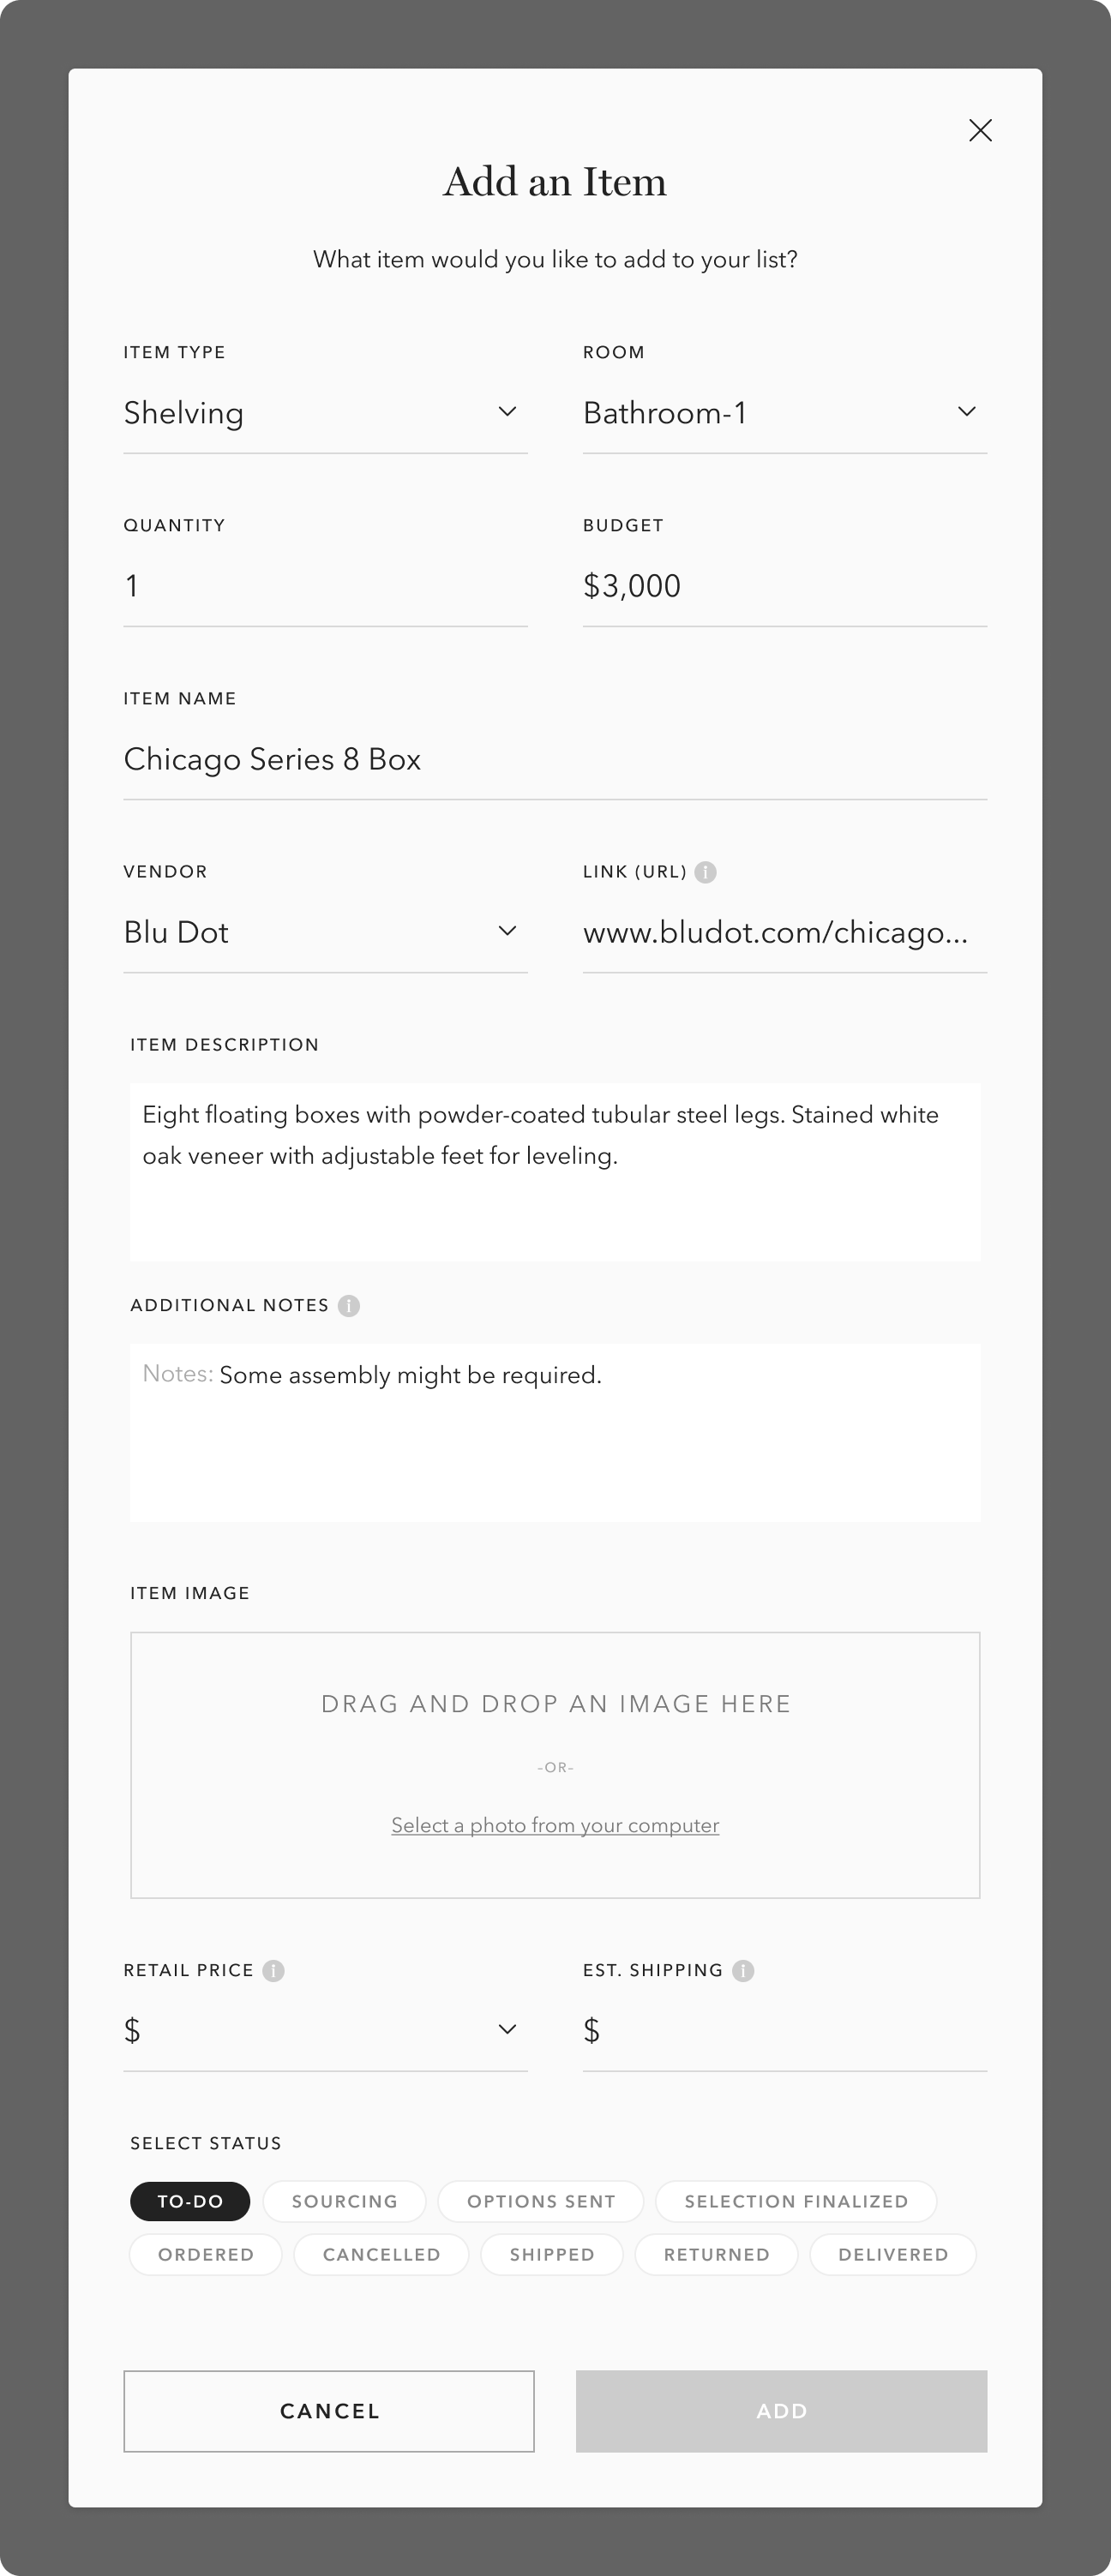 Add an Item
What item would you like to add to your list?
ITEM TYPE
Shelving
ROOM
Bathroom-1
QUANTITY
1
BUDGET
$3,000
ITEM NAME
Chicago Series 8 Box
VENDOR
Blu Dot
LINK (URL) i
www.bludot.com/chicago...
ITEM DESCRIPTION
Eight floating boxes with powder-coated tubular steel legs. Stained white
oak veneer with adjustable feet for leveling.
ADDITIONAL NOTES i
Notes: Some assembly might be required.
ITEM IMAGE
DRAG AND DROP AN IMAGE HERE
-OR-
Select a photo from your computer
RETAIL PRICE i
$
EST. SHIPPING i
$
SELECT STATUS
TO-DO SOURCING OPTIONS SENT SELECTION FINALIZED
ORDERED CANCELLED SHIPPED RETURNED DELIVERED
CANCEL ADD